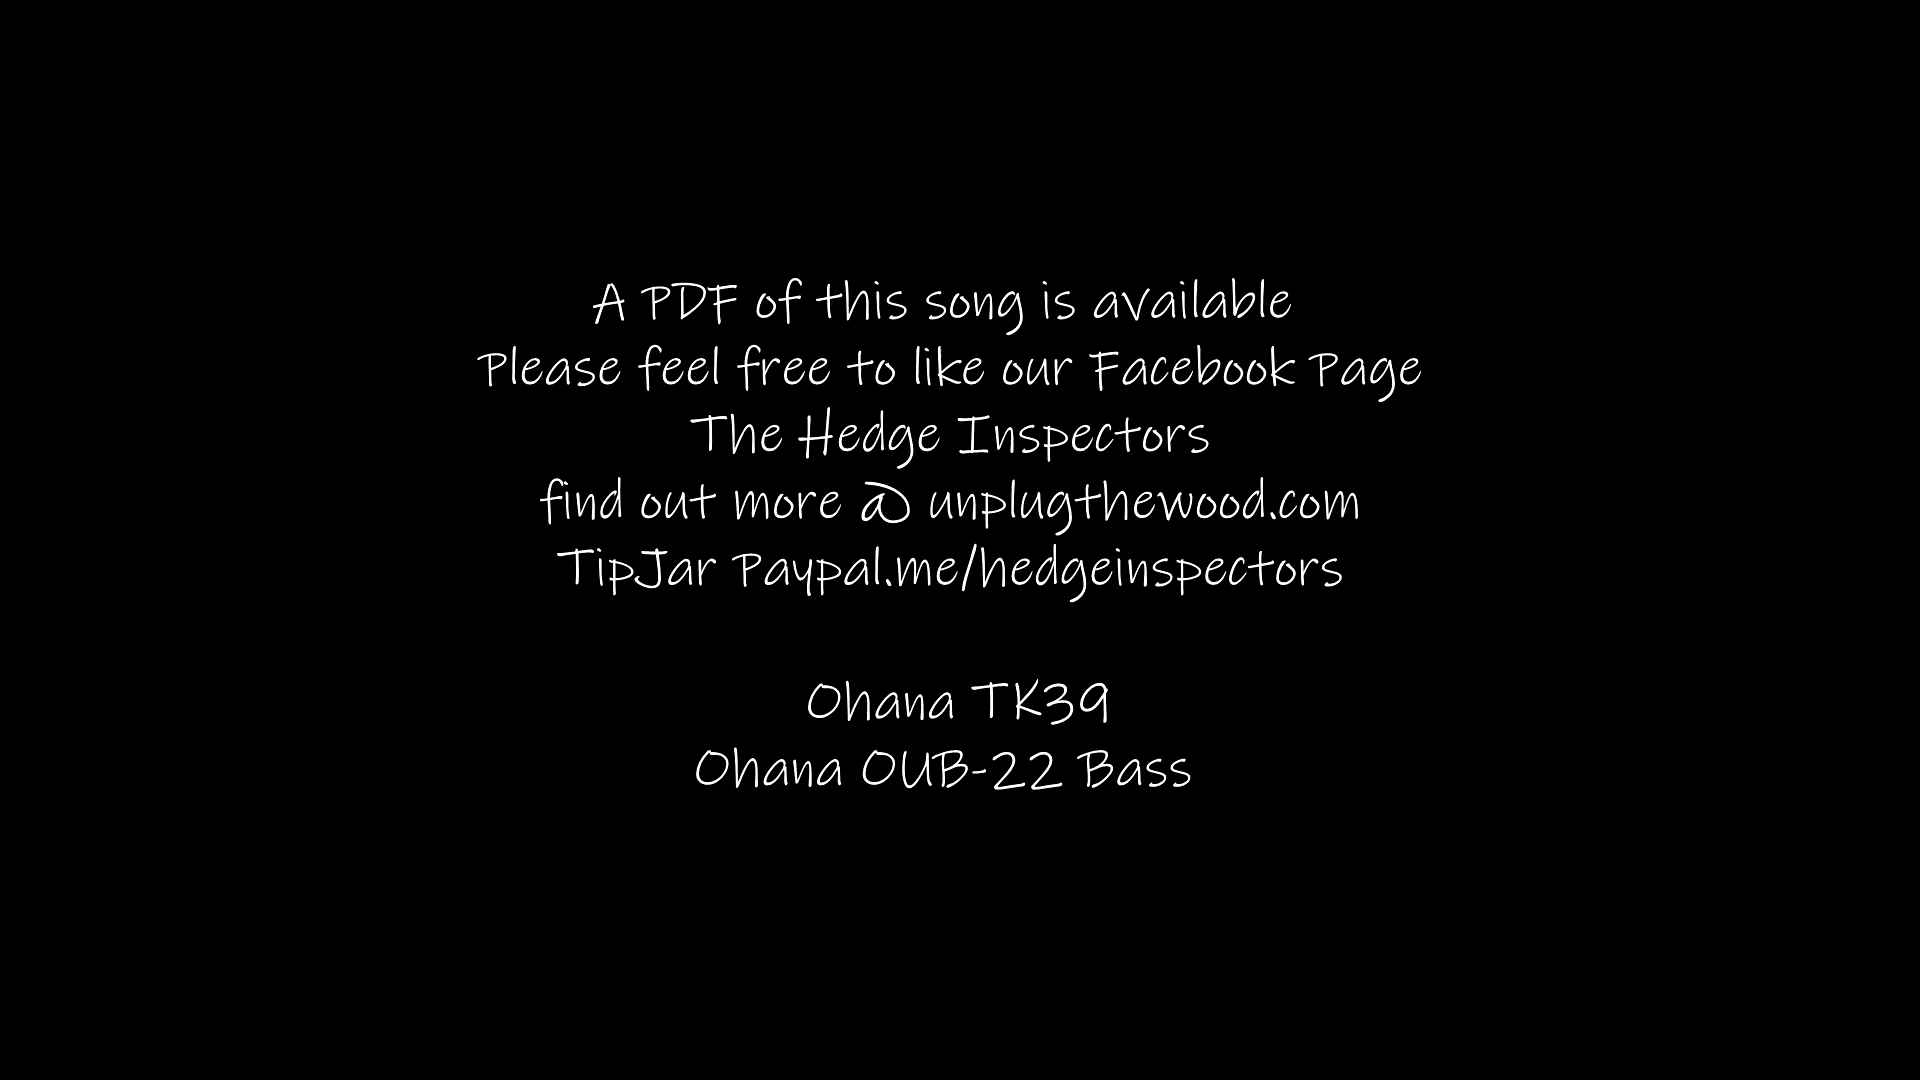 A PDF of this song is available
Please feel free to like our Facebook Page
The Hedge Inspectors
find out more @ unplugthewood.com
TipJar Paypal.me/hedgeinspectors
Ohana TK39
Ohana OUB-22 Bass